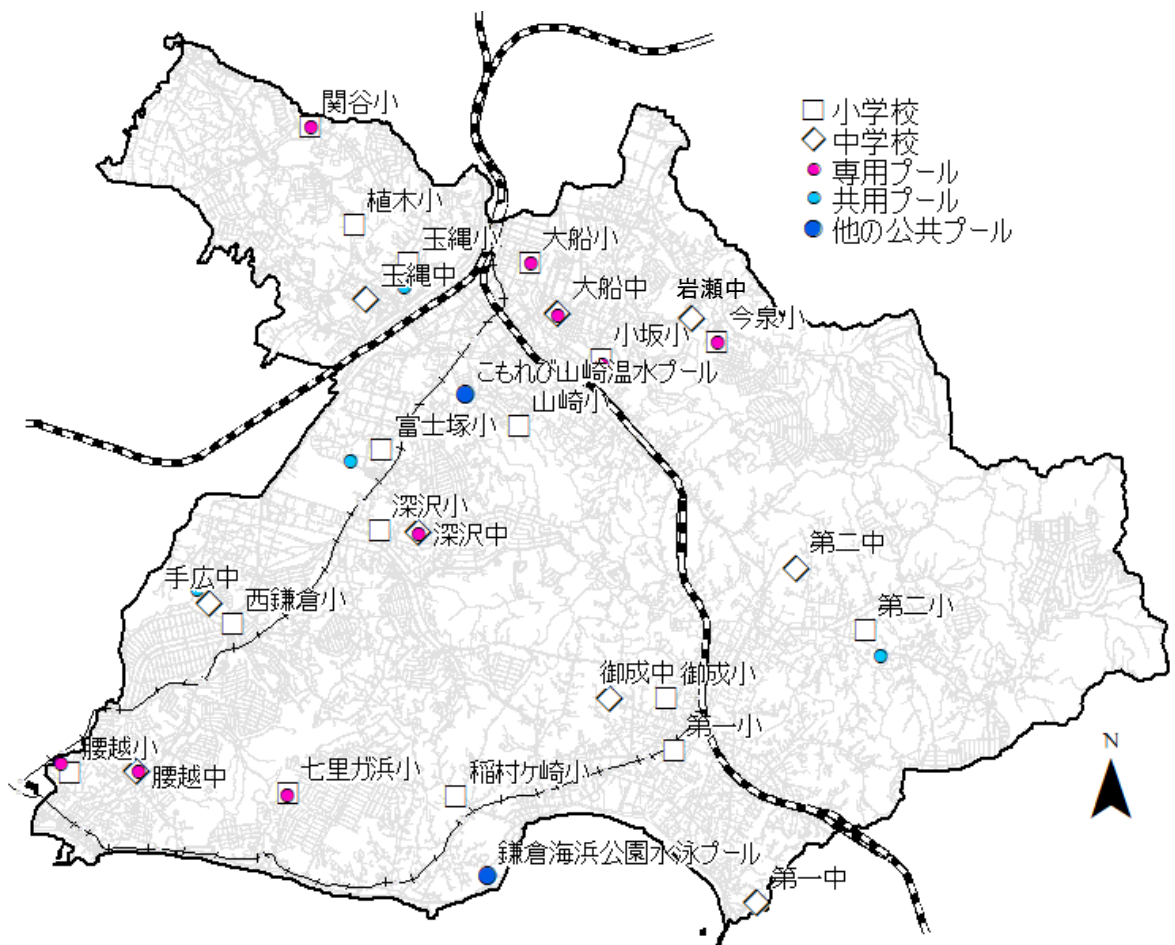 関谷小
小学校
中学校
専用プール
共用プール
他の公共プール
植木小
玉縄小
大船小
玉縄中
大船中
岩瀬中
今泉小
小坂小
こもれび山崎温水プール
山崎小
富士塚小
深沢小
深沢中
第二中
手広中
西鎌倉小
第二小
御成中
御成小
第一小
腰越小
腰越中
七里ガ浜小
稲村ケ崎小
N
鎌倉海浜公園水泳プール
第一中